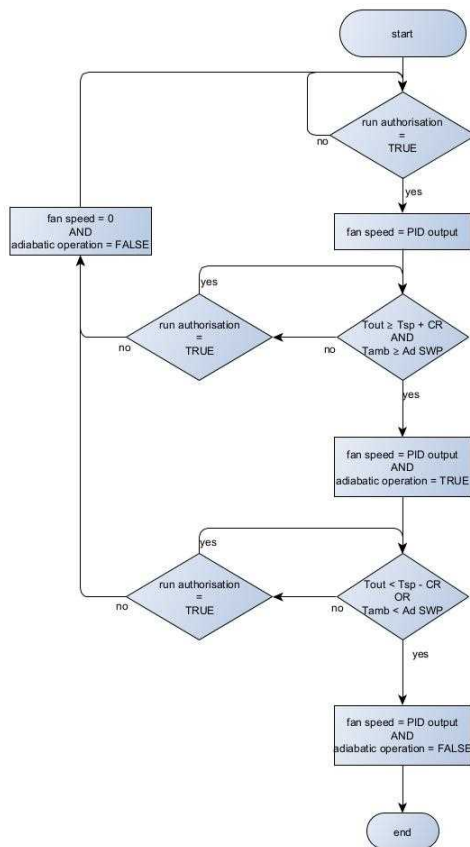 start
run authorisation
=
TRUE
no
yes
fan speed = 0
AND
adiabatic operation = FALSE
fan speed = PID output
yes
run authorisation
=
TRUE
no
no
Tout ≥ Tsp + CR
AND
Tamb ≥ Ad SWP
yes
fan speed = PID output
AND
adiabatic operation = TRUE
yes
run authorisation
=
TRUE
no
no
Tout < Tsp - CR
OR
Tamb < Ad SWP
yes
fan speed = PID output
AND
adiabatic operation = FALSE
end